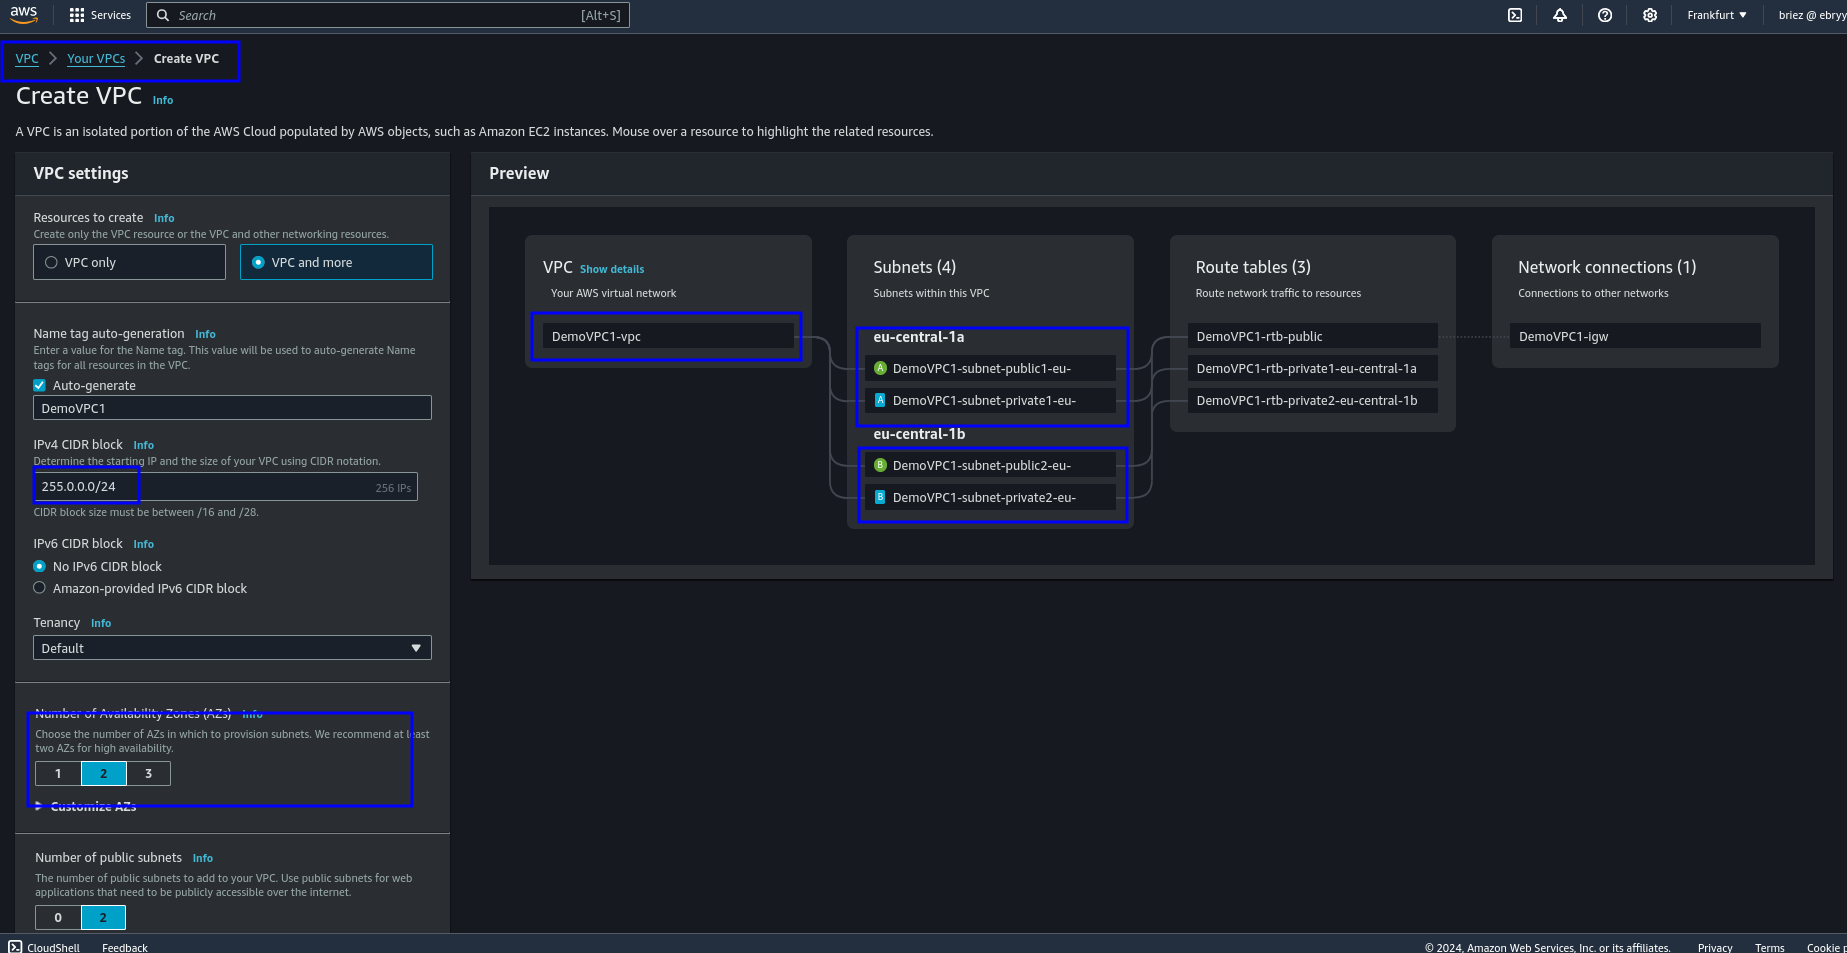 aws
Services
Search
[Alt+S]
Frankfurt
briez @ ebryy
VPC
Your VPCs
Create VPC
Create VPC Info
A VPC is an isolated portion of the AWS Cloud populated by AWS objects, such as Amazon EC2 instances. Mouse over a resource to highlight the related resources.
VPC settings
Resources to create Info
Create only the VPC resource or the VPC and other networking resources.
VPC only
VPC and more
Name tag auto-generation Info
Enter a value for the Name tag. This value will be used to auto-generate Name
tags for all resources in the VPC.
Auto-generate
DemoVPC1
IPv4 CIDR block Info
Determine the starting IP and the size of your VPC using CIDR notation.
255.0.0.0/24
256 IPs
CIDR block size must be between /16 and /28.
IPv6 CIDR block Info
No IPv6 CIDR block
Amazon-provided IPv6 CIDR block
Tenancy Info
Default
Number of Availability Zones (AZs) Info
Choose the number of AZs in which to provision subnets. We recommend at least
two AZs for high availability.
1 2 3
Customize AZs
Number of public subnets Info
The number of public subnets to add to your VPC. Use public subnets for web
applications that need to be publicly accessible over the internet.
0 2
Preview
VPC Show details
Your AWS virtual network
DemoVPC1-vpc
Subnets (4)
Subnets within this VPC
eu-central-1a
A DemoVPC1-subnet-public1-eu-
A DemoVPC1-subnet-private1-eu-
eu-central-1b
B DemoVPC1-subnet-public2-eu-
B DemoVPC1-subnet-private2-eu-
Route tables (3)
Route network traffic to resources
DemoVPC1-rtb-public
DemoVPC1-rtb-private1-eu-central-1a
DemoVPC1-rtb-private2-eu-central-1b
Network connections (1)
Connections to other networks
DemoVPC1-igw
CloudShell
Feedback
© 2024, Amazon Web Services, Inc. or its affiliates.
Privacy
Terms
Cookie p